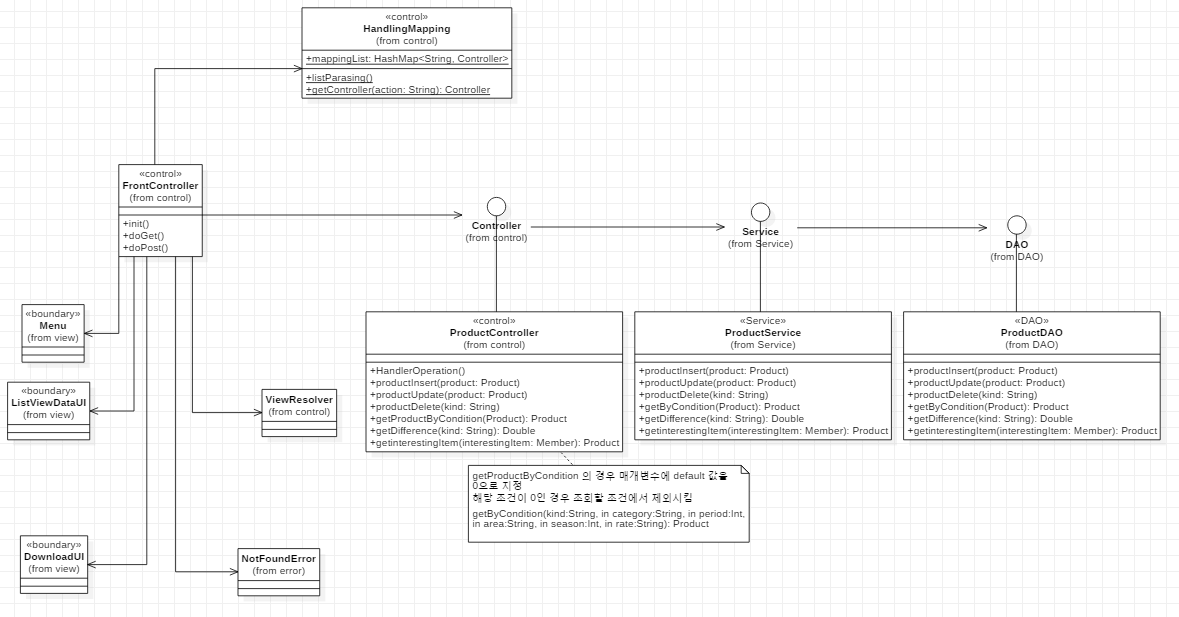 «control»
HandlingMapping
(from control)
+mappingList: HashMap<String, Controller>
+listParasing()
+getController(action: String): Controller
«control»
FrontController
(from control)
+init()
+doGet()
+doPost()
Controller
(from control)
Service
(from Service)
DAO
(from DAO)
«boundary»
Menu
(from view)
«boundary»
ListViewDataUI
(from view)
ViewResolver
(from control)
«boundary»
DownloadUI
(from view)
NotFoundError
(from error)
«control»
ProductController
(from control)
+HandlerOperation()
+productInsert(product: Product)
+productUpdate(product: Product)
+productDelete(kind: String)
+getProductByCondition(Product): Product
+getDifference(kind: String): Double
+getinterestingItem(interestingItem: Member): Product
«Service»
ProductService
(from Service)
+productInsert(product: Product)
+productUpdate(product: Product)
+productDelete(kind: String)
+getByCondition(Product): Product
+getDifference(kind: String): Double
+getinterestingItem(interestingItem: Member): Product
«DAO»
ProductDAO
(from DAO)
+productInsert(product: Product)
+productUpdate(product: Product)
+productDelete(kind: String)
+getByCondition(Product): Product
+getDifference(kind: String): Double
+getinterestingItem(interestingItem: Member): Product
getProductByCondition 의 경우 매개변수에 default 값을
0으로 지정
해당 조건이 0인 경우 조회할 조건에서 제외시킴
getByCondition(kind:String, in category:String, in period:Int,
in area:String, in season:Int, in rate:String): Product